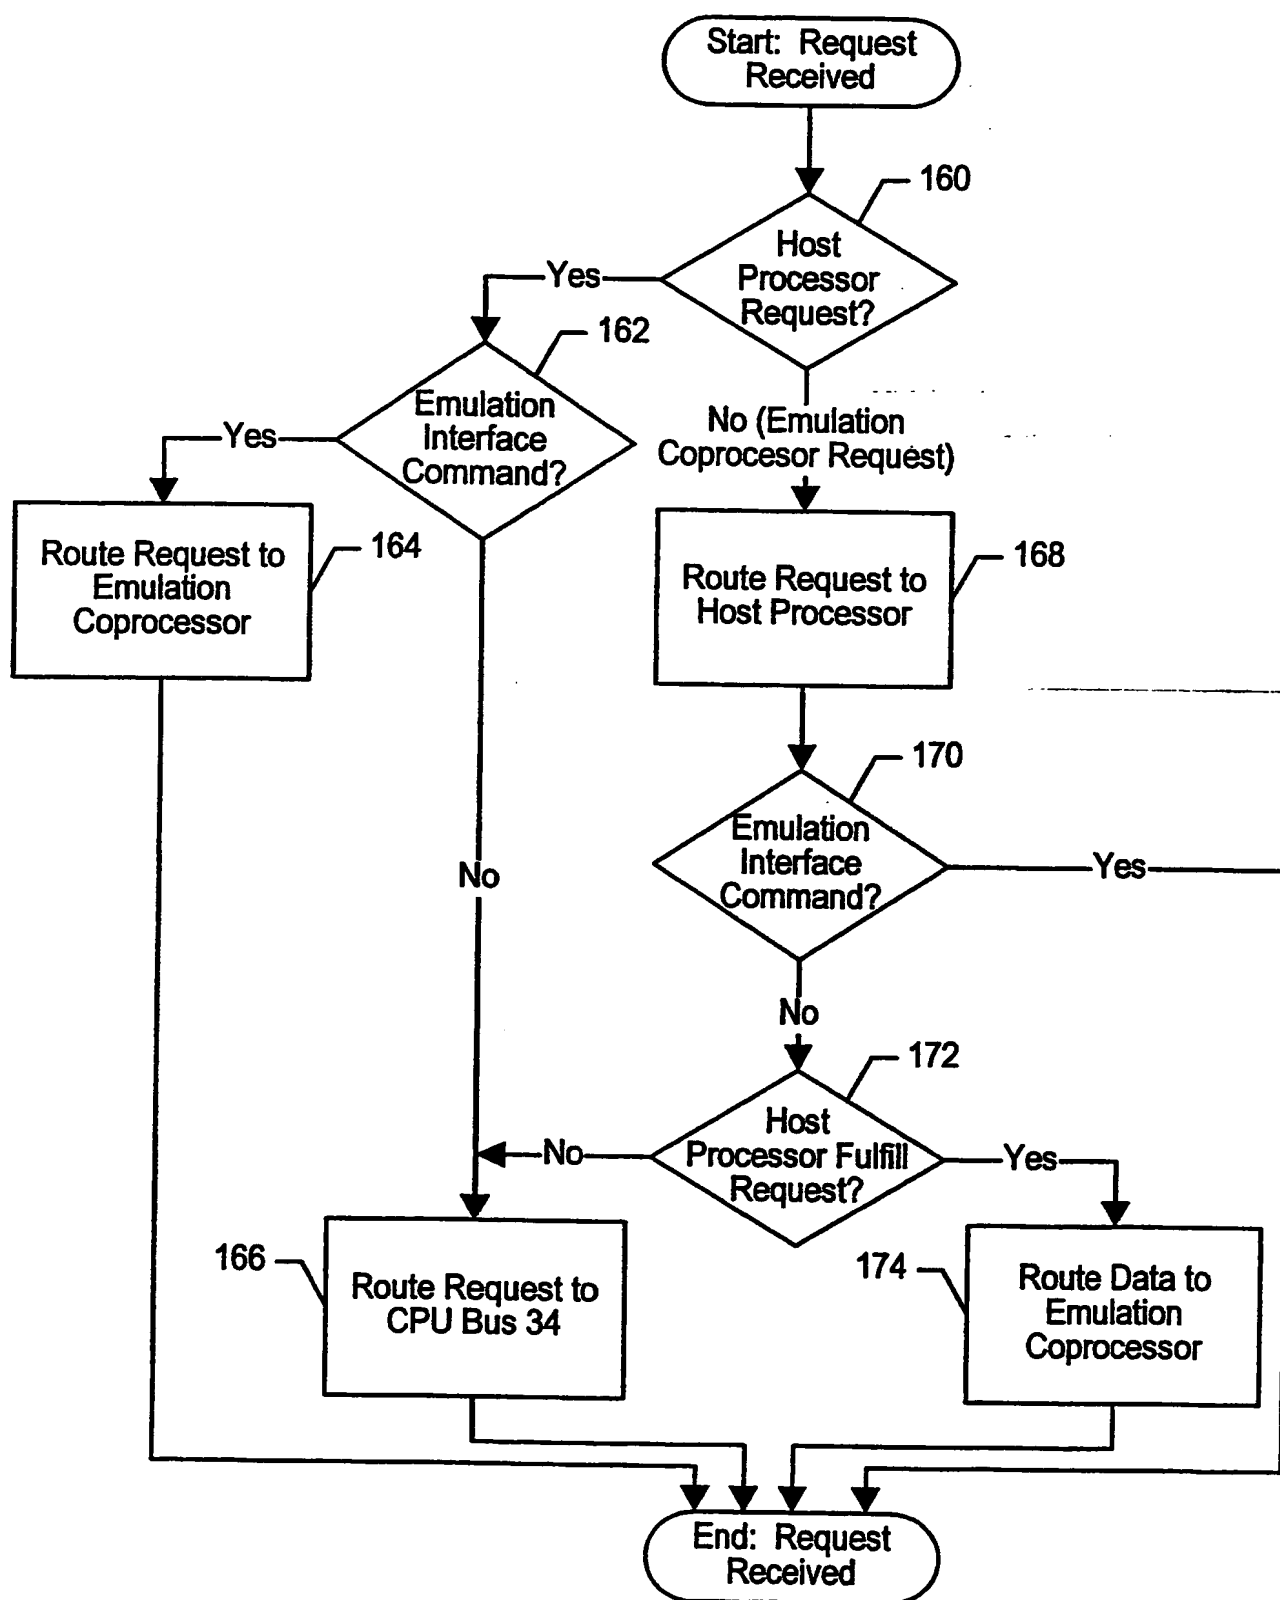 Start: Request
Received
160
Host
Processor
Request?
Yes
162
Emulation
Interface
Command?
Yes
No (Emulation
Coprocesor Request)
164
Route Request to
Emulation
Coprocessor
168
Route Request to
Host Processor
170
Emulation
Interface
Command?
Yes
No
No
172
Host
Processor Fulfill
Request?
No
Yes
166
Route Request to
CPU Bus 34
174
Route Data to
Emulation
Coprocessor
End: Request
Received